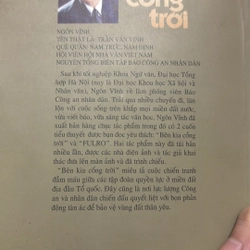 cổng
trời
NGÔN VĨNH
TÊN THẬT LÀ: TRẦN VĂN VĨNH
QUÊ QUÁN: NAM TRỰC, NAM ĐỊNH
HỘI VIÊN HỘI NHÀ VĂN VIỆT NAM
NGUYÊN TỔNG BIÊN TẬP BÁO CÔNG AN NHÂN DÂN
Sau khi tốt nghiệp Khoa Ngữ văn, Đại học Tổng
hợp Hà Nội (nay là Đại học Khoa học Xã hội và
Nhân văn), Ngôn Vĩnh về làm phóng viên Báo
Công an nhân dân. Trải qua nhiều chuyến đi, lăn
lộn với cuộc sống trên khắp mọi miền đất nước,
vừa viết báo, vừa sáng tác văn học, Ngôn Vĩnh đã
xuất bản hàng chục tác phẩm trong đó có 2 cuốn
tiểu thuyết được bạn đọc yêu thích: "Bên kia cổng
trời" và "FULRO". Hai tác phẩm này đã tái bản
nhiều lần, được các nhà điện ảnh và tác giả khai
thác đưa lên màn ảnh và đã trình chiếu.
"Bên kia cổng trời" miêu tả cuộc chiến tranh
đẫm máu giữa các tập đoàn quyền lực ở miền đất
địa đầu Tổ quốc. Đây cũng là nơi lực lượng Công
an nhân dân chiến đấu quyết liệt với bọn phản
động tàn ác để bảo vệ vùng đất thân yêu.